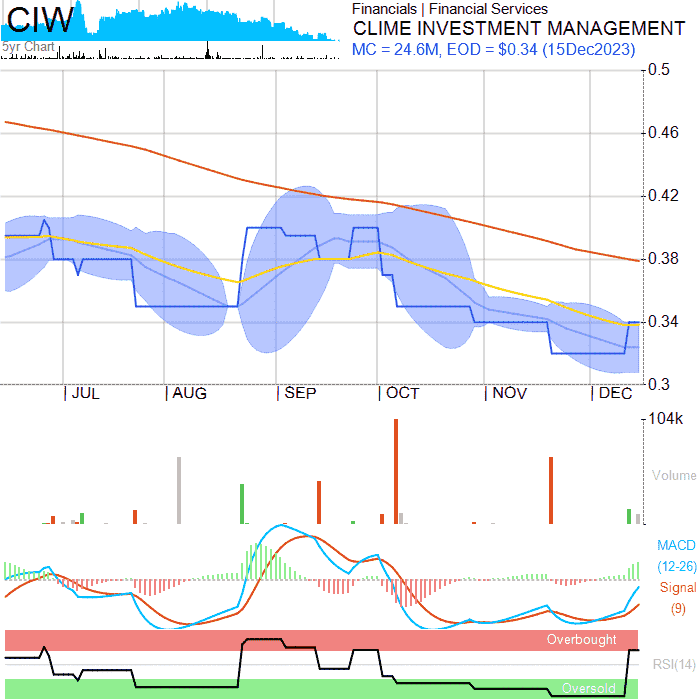 CIW
Financials | Financial Services
CLIME INVESTMENT MANAGEMENT
5yr Chart
MC = 24.6M, EOD = $0.34 (15Dec2023)
0.5
0.46
0.42
0.38
0.34
0.3
JUL
AUG
SEP
OCT
NOV
DEC
104k
Volume
MACD
(12-26)
Signal
(9)
Overbought
RSI(14)
Oversold